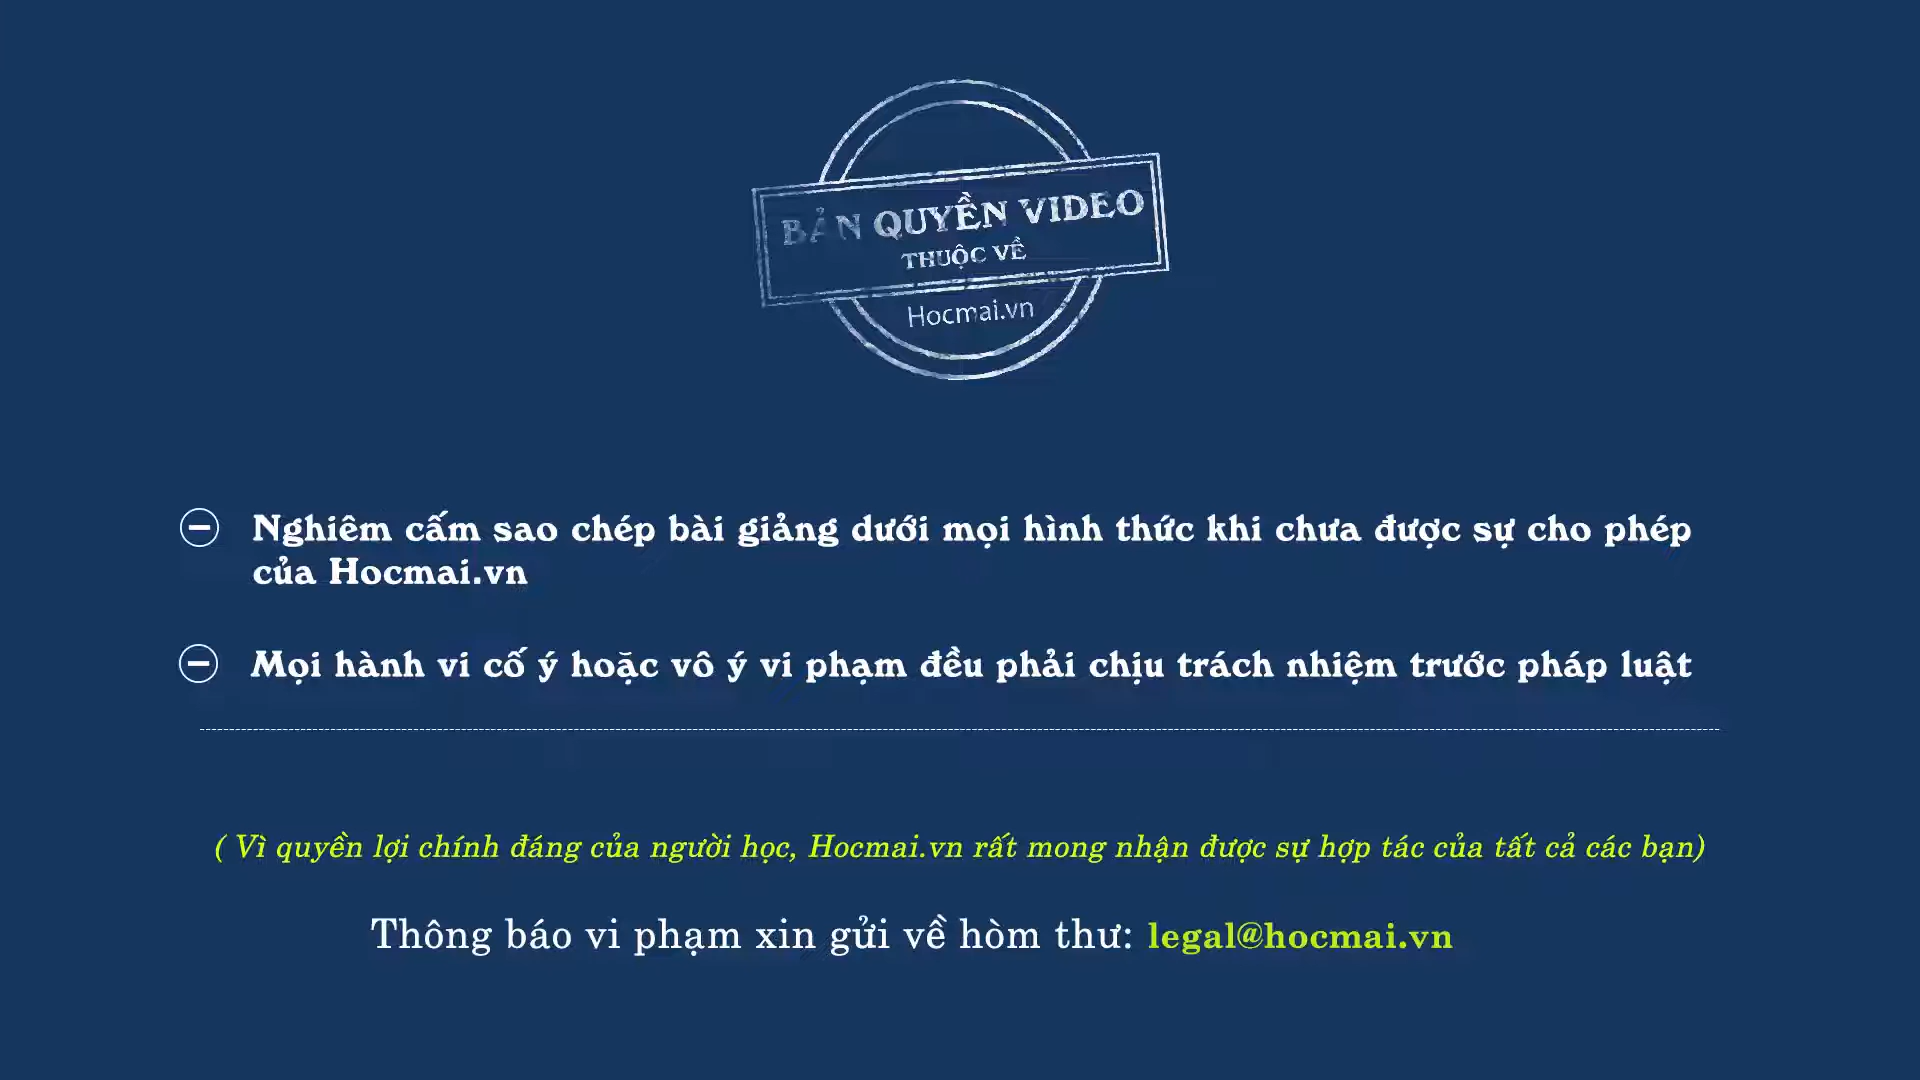 BẢN QUYỀN VIDEO
THUỘC VỀ
Hocmai.vn
Nghiêm cấm sao chép bài giảng dưới mọi hình thức khi chưa được sự cho phép
của Hocmai.vn
Mọi hành vi cố ý hoặc vô ý vi phạm đều phải chịu trách nhiệm trước pháp luật
( Vì quyền lợi chính đáng của người học, Hocmai.vn rất mong nhận được sự hợp tác của tất cả các bạn)
Thông báo vi phạm xin gửi về hòm thư: legal@hocmai.vn